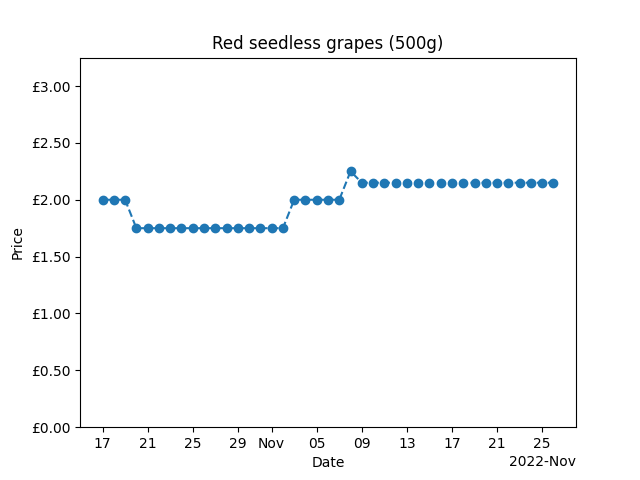 Red seedless grapes (500g)
£3.00
£2.50
£2.00
£1.50
£1.00
£0.50
£0.00
Price
17 21 25 29 Nov 05 09 13 17 21 25
Date
2022-Nov